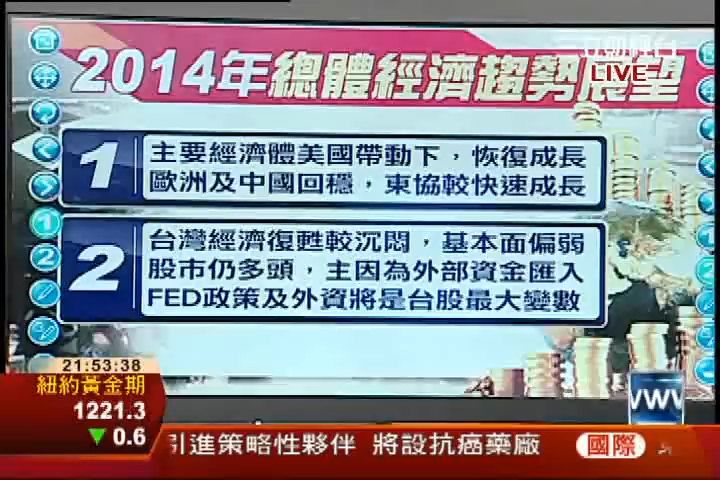 LIVE
2014年總體經濟趨勢展望
1
主要經濟體美國帶動下，恢復成長
歐洲及中國回穩，東協較快速成長
2
台灣經濟復甦較沉悶，基本面偏弱
股市仍多頭，主因為外部資金匯入
FED政策及外資將是台股最大變數
1
2
21:53:38
紐約黃金期
1221.3
▼0.6
引進策略性夥伴 將設抗癌藥廠
國際